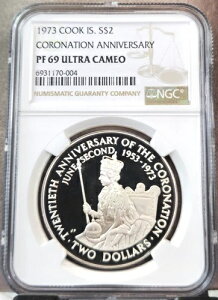 1973 COOK IS. S$2
CORONATION ANNIVERSARY
PF 69 ULTRA CAMEO
6931170-004
NUMISMATIC GUARANTY COMPANY
NGC
TWENTIETH ANNIVERSARY OF THE CORONATION
JUNE SECOND, 1953-1973
TWO DOLLARS